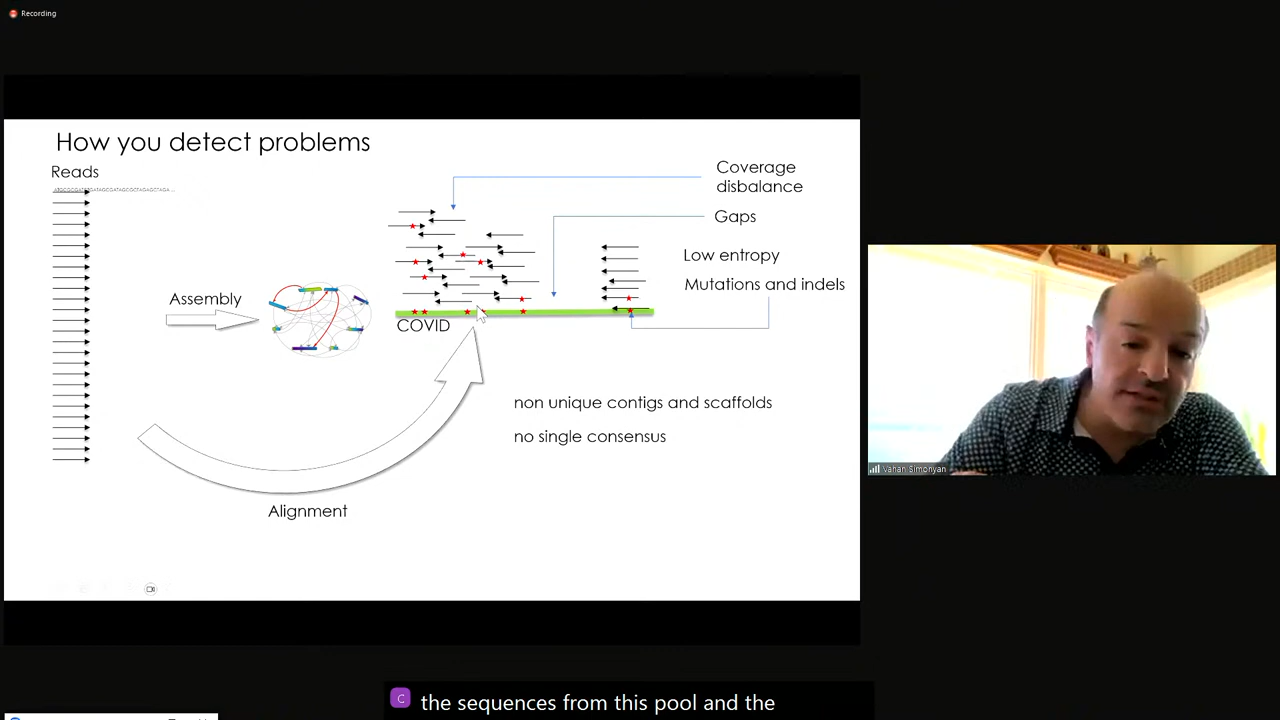 Recording
How you detect problems
Reads
Coverage
disbalance
Gaps
Low entropy
Mutations and indels
Assembly
COVID
non unique contigs and scaffolds
no single consensus
Alignment
Vahan Simonyan
C
the sequences from this pool and the